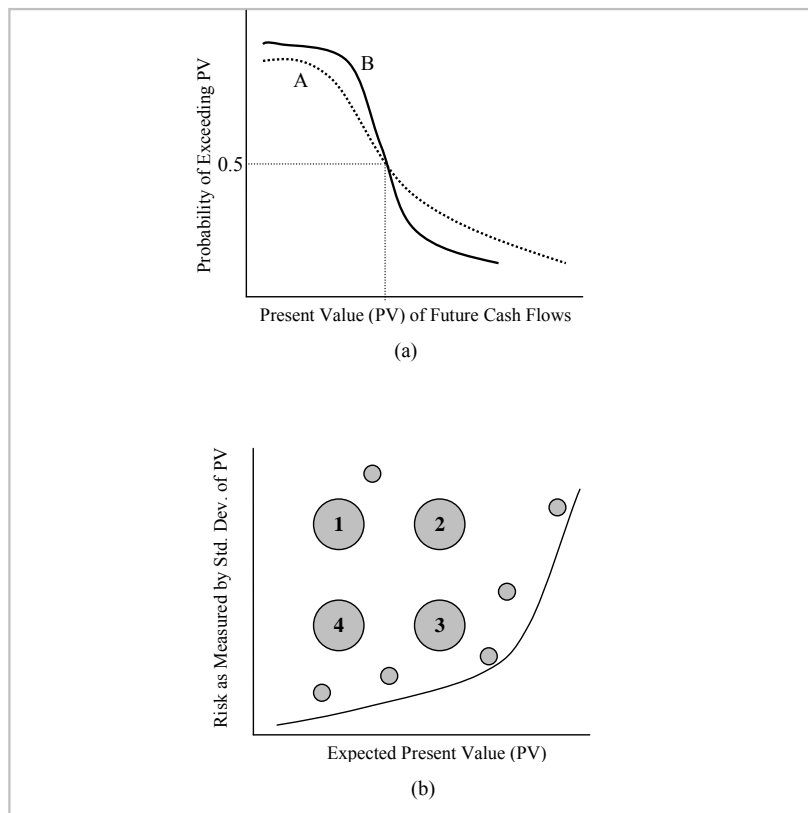 Probability of Exceeding PV
B
A
0.5
Present Value (PV) of Future Cash Flows
(a)
Risk as Measured by Std. Dev. of PV
1
2
4
3
Expected Present Value (PV)
(b)